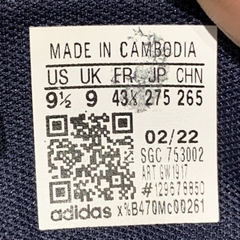 MADE IN CAMBODIA
US UK FR JP CHN
9½ 9 43⅓ 275 265
02/22
SGC 753002
ART GW1917
adidas x%B470Mc00261